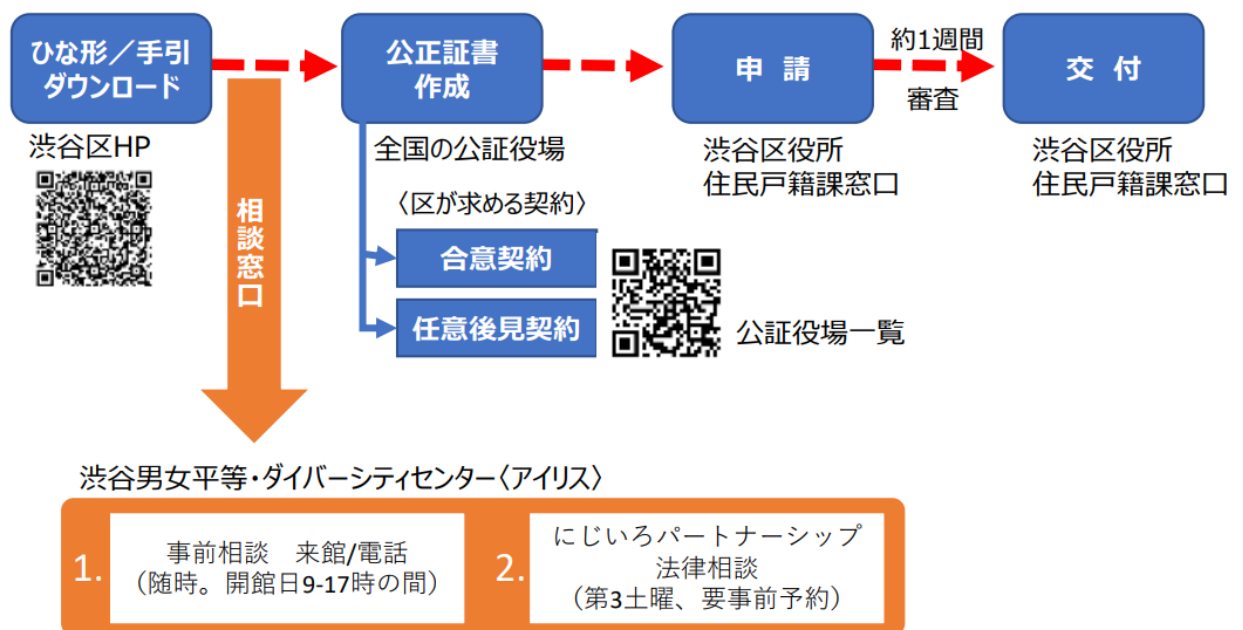 ひな形／手引
ダウンロード
公正証書
作成
申 請
約1週間
審査
交 付
渋谷区HP
全国の公証役場
渋谷区役所
住民戸籍課窓口
渋谷区役所
住民戸籍課窓口
〈区が求める契約〉
合意契約
任意後見契約
公証役場一覧
相談窓口
渋谷男女平等・ダイバーシティセンター〈アイリス〉
1.
事前相談　来館/電話
（随時。開館日9-17時の間）
2.
にじいろパートナーシップ
法律相談
（第3土曜、要事前予約）